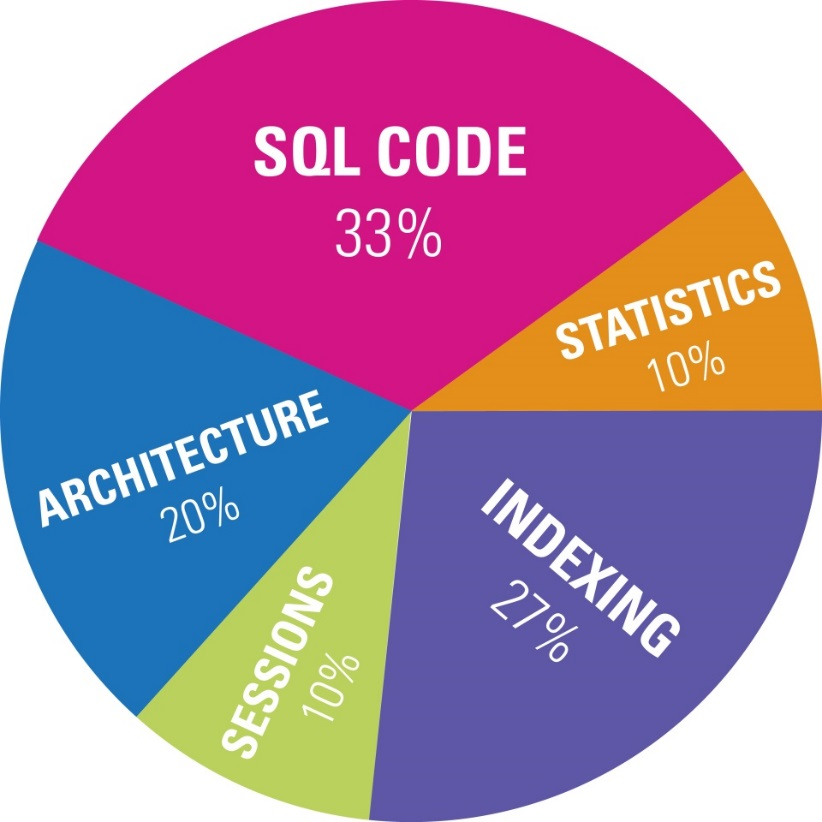 SQL CODE
33%
STATISTICS
10%
ARCHITECTURE
20%
INDEXING
27%
SESSIONS
10%